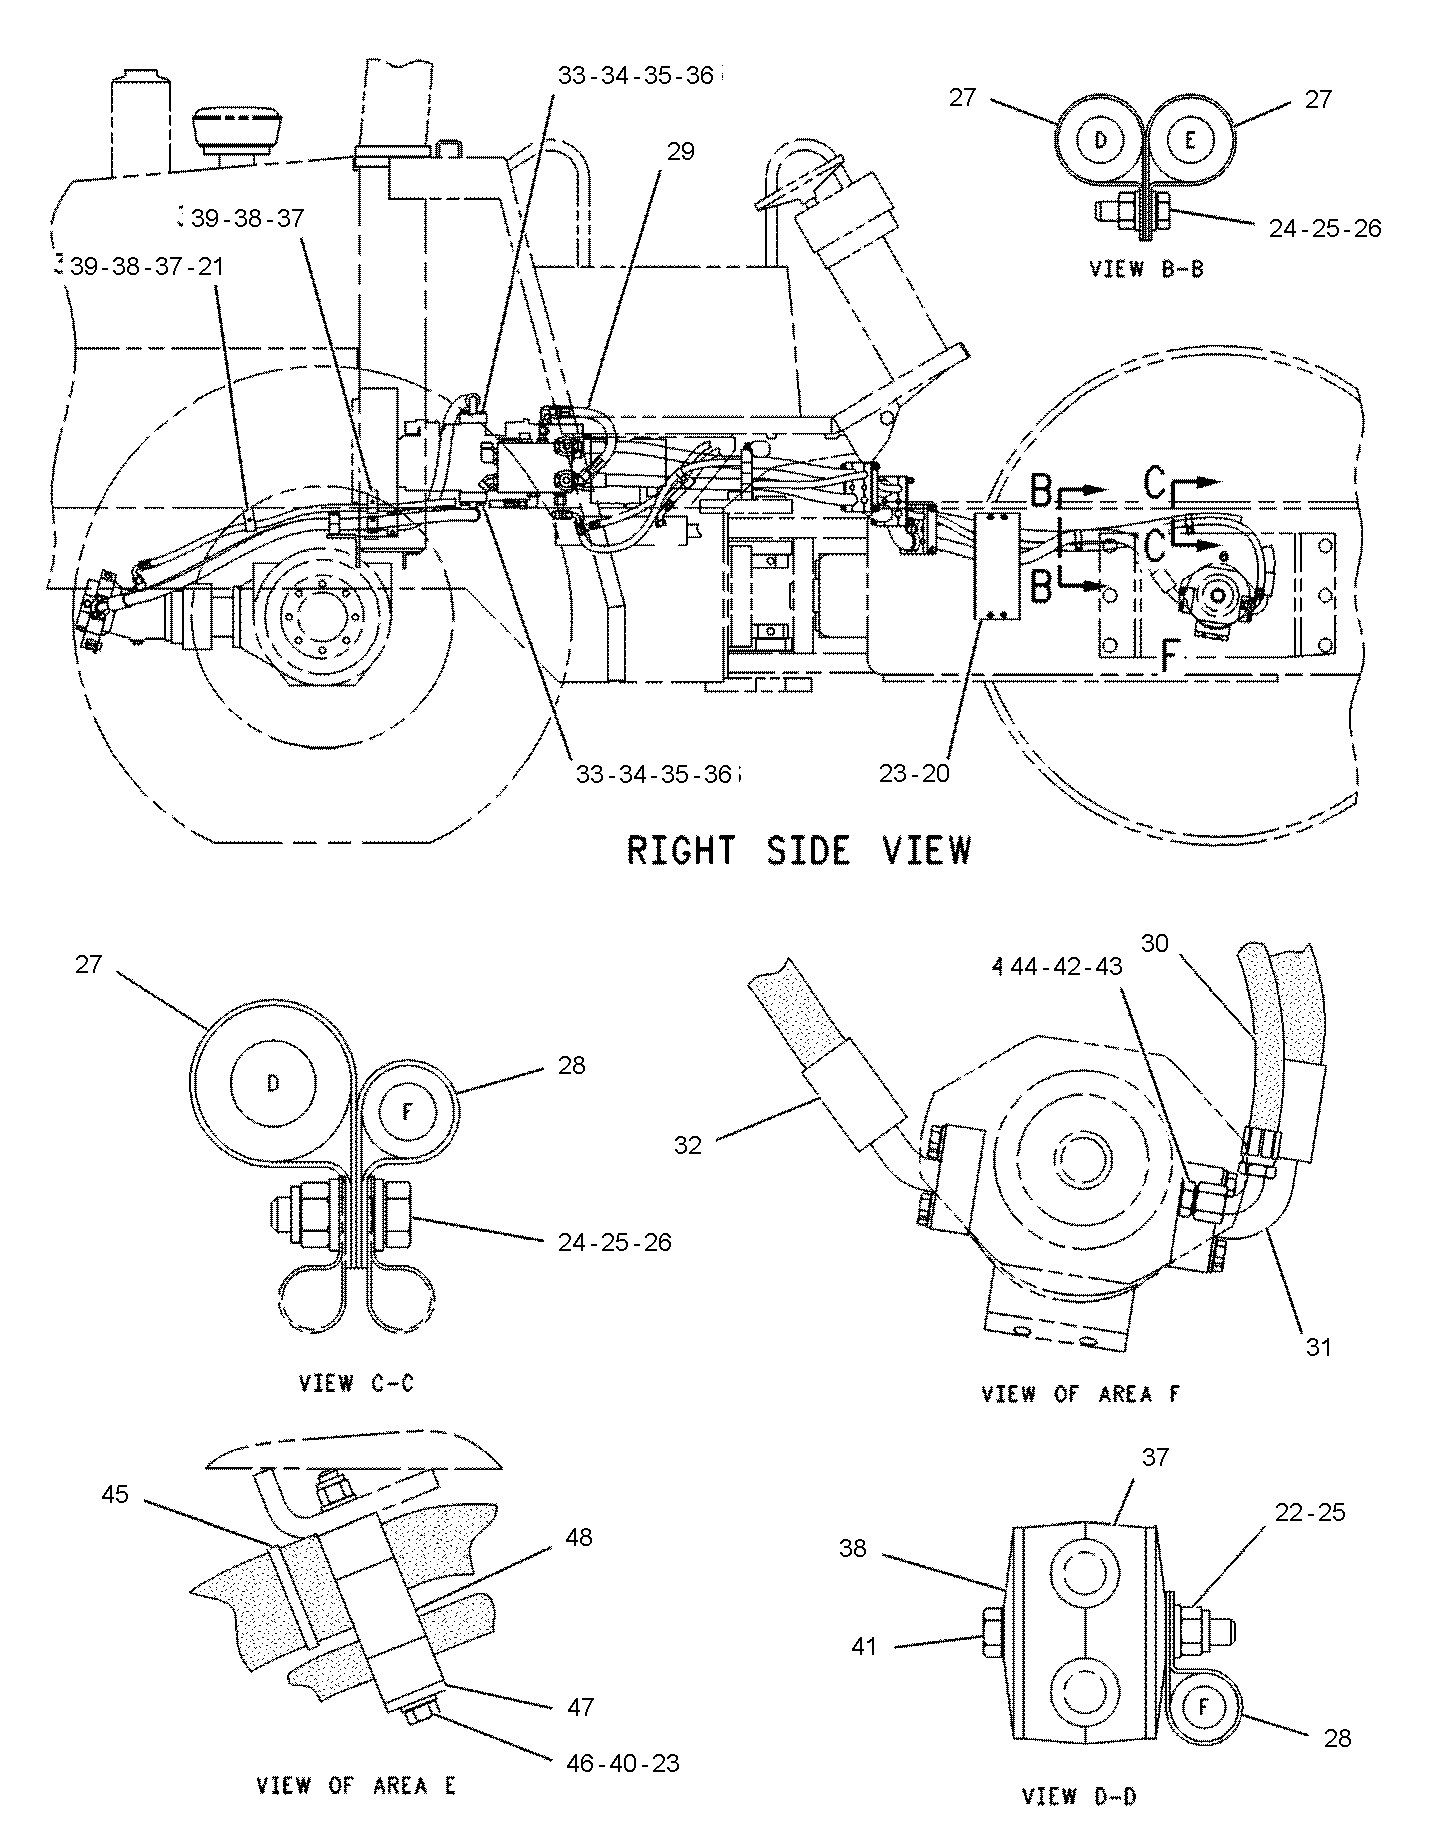 33-34-35-36
27
D
E
27
29
39-38-37
24-25-26
VIEW B-B
39-38-37-21
B
C
C
B
F
33-34-35-36
23-20
RIGHT SIDE VIEW
27
30
44-42-43
28
D
F
32
24-25-26
31
VIEW C-C
VIEW OF AREA F
37
45
22-25
48
38
41
47
F
28
46-40-23
VIEW OF AREA E
VIEW D-D